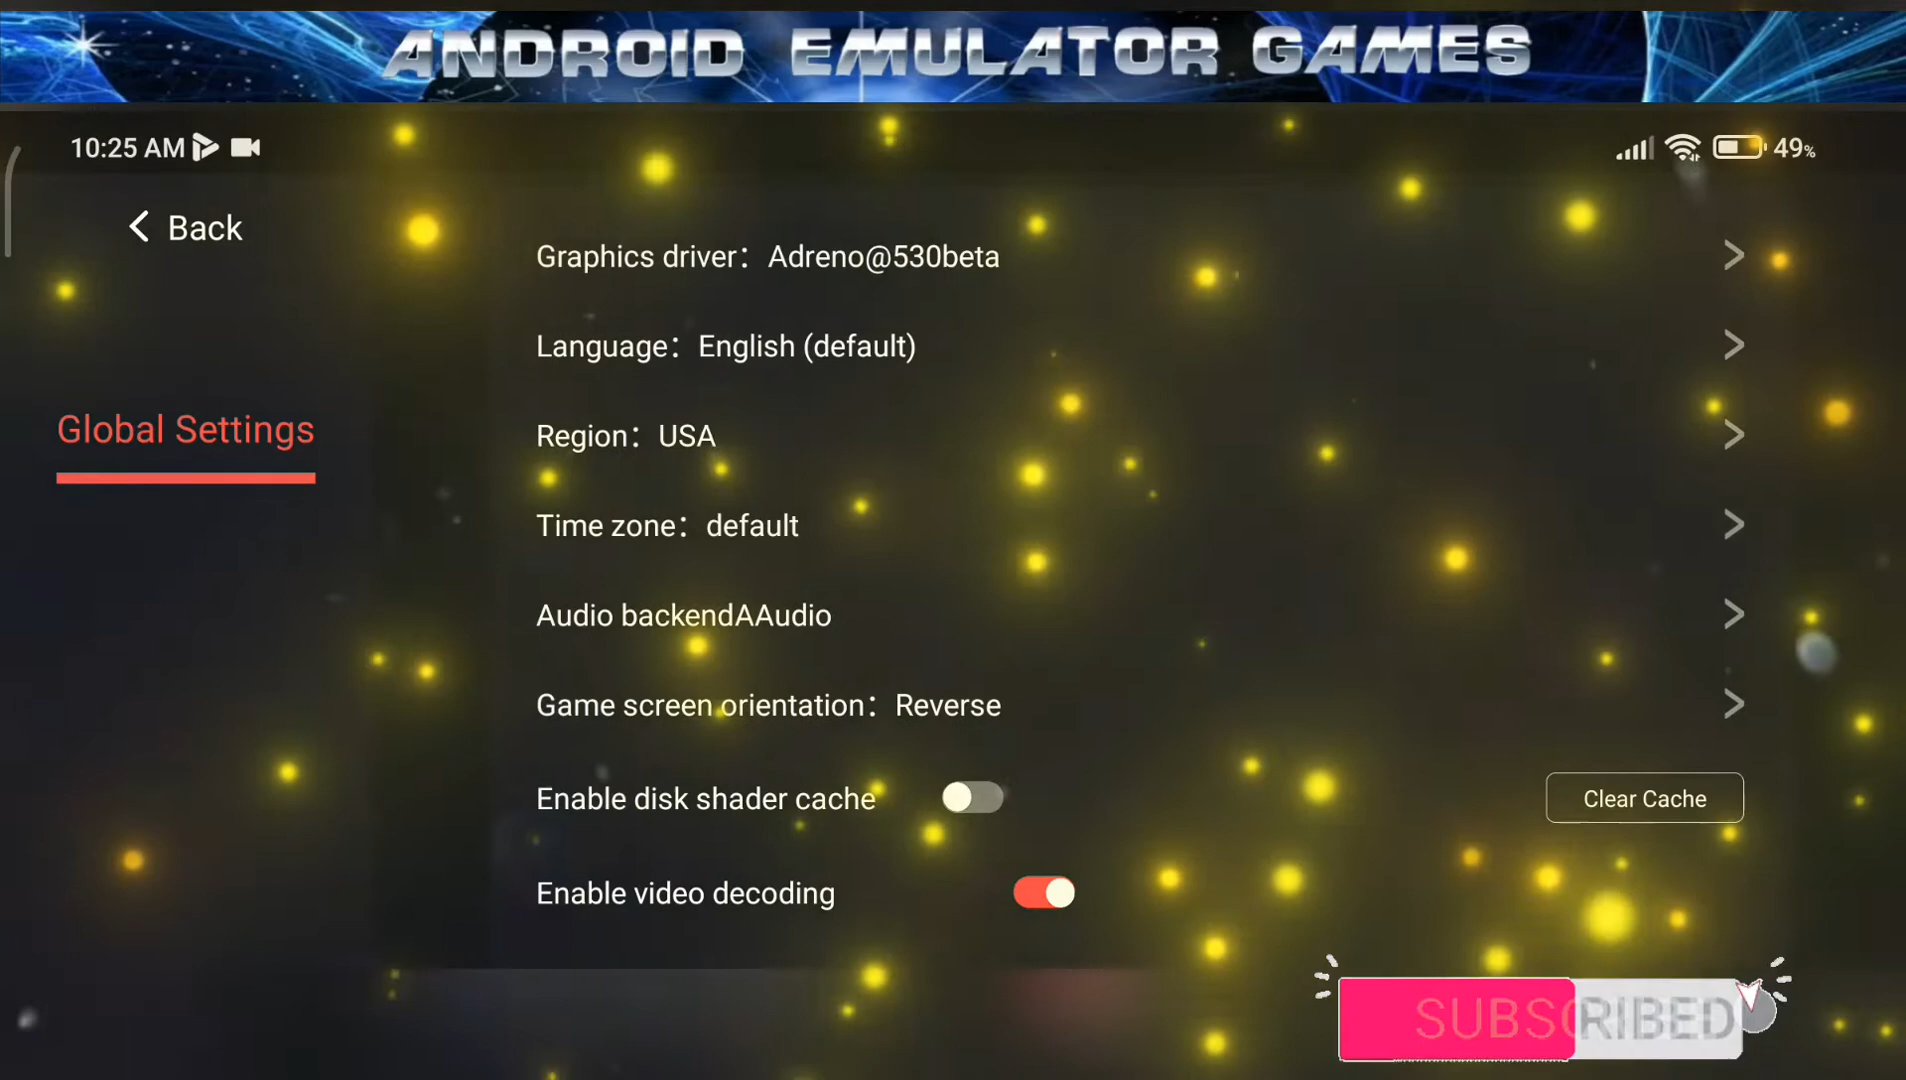 ANDROID EMULATOR GAMES
10:25 AM
49%
Back
Global Settings
Graphics driver: Adreno@530beta
Language: English (default)
Region: USA
Time zone: default
Audio backendAAudio
Game screen orientation: Reverse
Enable disk shader cache
Clear Cache
Enable video decoding
SUBSCRIBED